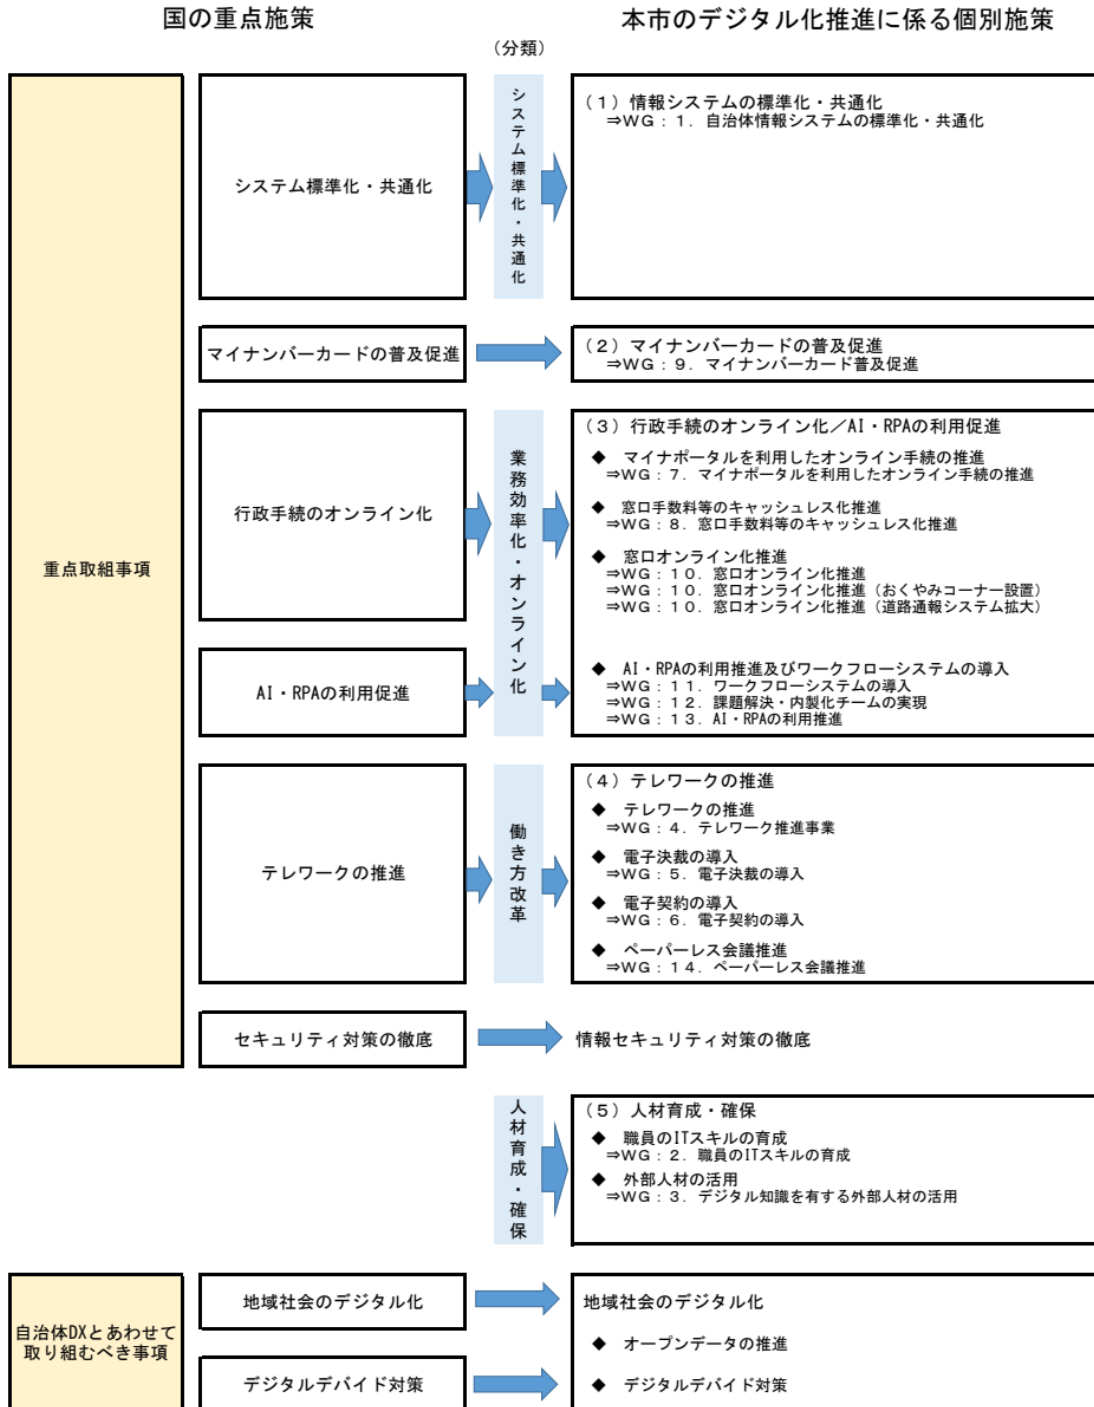 国の重点施策
本市のデジタル化推進に係る個別施策
（分類）
重点取組事項
システム標準化・共通化
システム標準化・共通化
（１）情報システムの標準化・共通化
⇒ＷＧ：１．自治体情報システムの標準化・共通化
マイナンバーカードの普及促進
（２）マイナンバーカードの普及促進
⇒ＷＧ：９．マイナンバーカード普及促進
行政手続のオンライン化
業務効率化・オンライン化
（３）行政手続のオンライン化／AI・RPAの利用促進
◆ マイナポータルを利用したオンライン手続の推進
⇒ＷＧ：７．マイナポータルを利用したオンライン手続の推進
◆ 窓口手数料等のキャッシュレス化推進
⇒ＷＧ：８．窓口手数料等のキャッシュレス化推進
◆ 窓口オンライン化推進
⇒ＷＧ：１０．窓口オンライン化推進
⇒ＷＧ：１０．窓口オンライン化推進（おくやみコーナー設置）
⇒ＷＧ：１０．窓口オンライン化推進（道路通報システム拡大）
AI・RPAの利用促進
◆ AI・RPAの利用推進及びワークフローシステムの導入
⇒ＷＧ：１１．ワークフローシステムの導入
⇒ＷＧ：１２．課題解決・内製化チームの実現
⇒ＷＧ：１３．AI・RPAの利用推進
テレワークの推進
働き方改革
（４）テレワークの推進
◆ テレワークの推進
⇒ＷＧ：４．テレワーク推進事業
◆ 電子決裁の導入
⇒ＷＧ：５．電子決裁の導入
◆ 電子契約の導入
⇒ＷＧ：６．電子契約の導入
◆ ペーパーレス会議推進
⇒ＷＧ：１４．ペーパーレス会議推進
セキュリティ対策の徹底
情報セキュリティ対策の徹底
人材育成・確保
（５）人材育成・確保
◆ 職員のITスキルの育成
⇒ＷＧ：２．職員のITスキルの育成
◆ 外部人材の活用
⇒ＷＧ：３．デジタル知識を有する外部人材の活用
自治体DXとあわせて
取り組むべき事項
地域社会のデジタル化
地域社会のデジタル化
◆ オープンデータの推進
デジタルデバイド対策
◆ デジタルデバイド対策